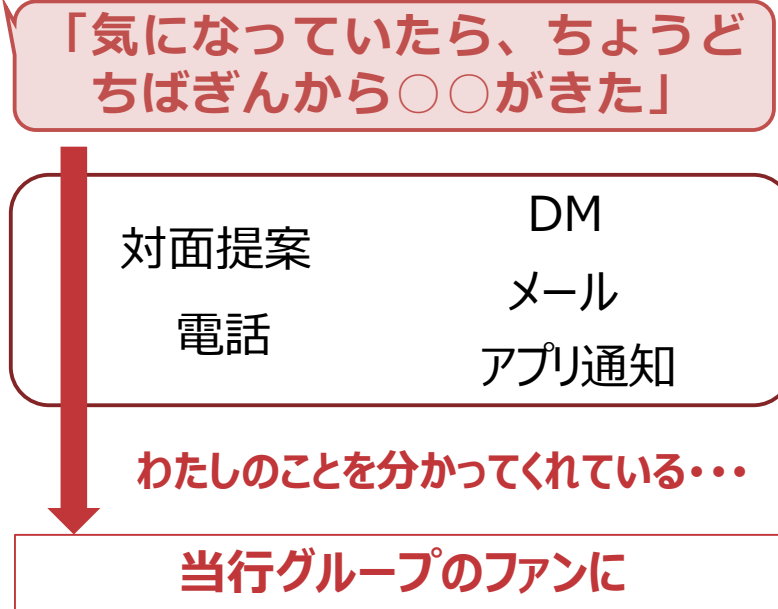 「気になっていたら、ちょうど
ちばぎんから○○がきた」
対面提案
電話
DM
メール
アプリ通知
わたしのことを分かってくれている・・・
当行グループのファンに